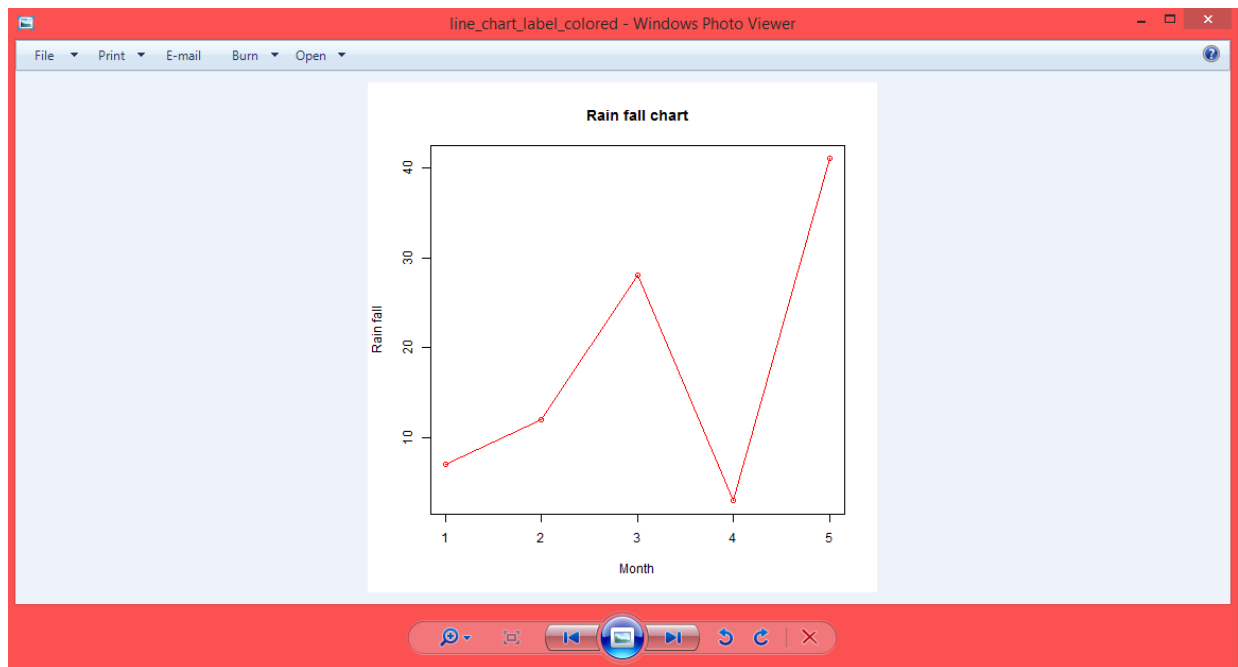 line_chart_label_colored - Windows Photo Viewer
File Print E-mail Burn Open
Rain fall chart
Rain fall
40
30
20
10
1 2 3 4 5
Month